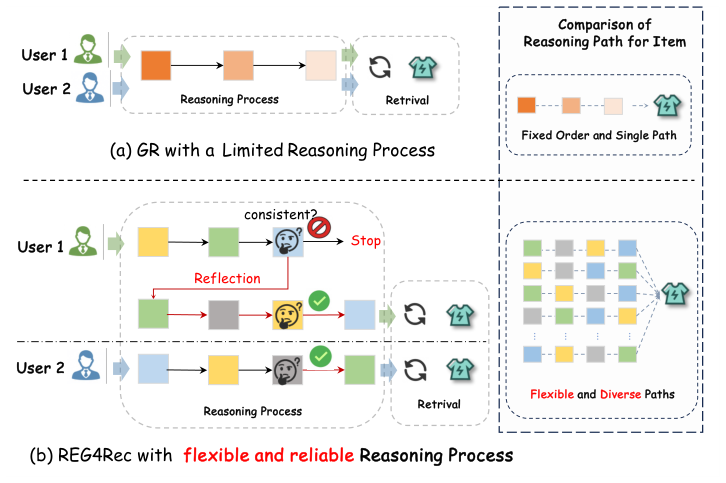 User 1
User 2
Reasoning Process
Retrival
(a) GR with a Limited Reasoning Process
Comparison of
Reasoning Path for Item
Fixed Order and Single Path
User 1
consistent?
?
Stop
Reflection
?
User 2
?
Reasoning Process
Retrival
Flexible and Diverse Paths
(b) REG4Rec with flexible and reliable Reasoning Process